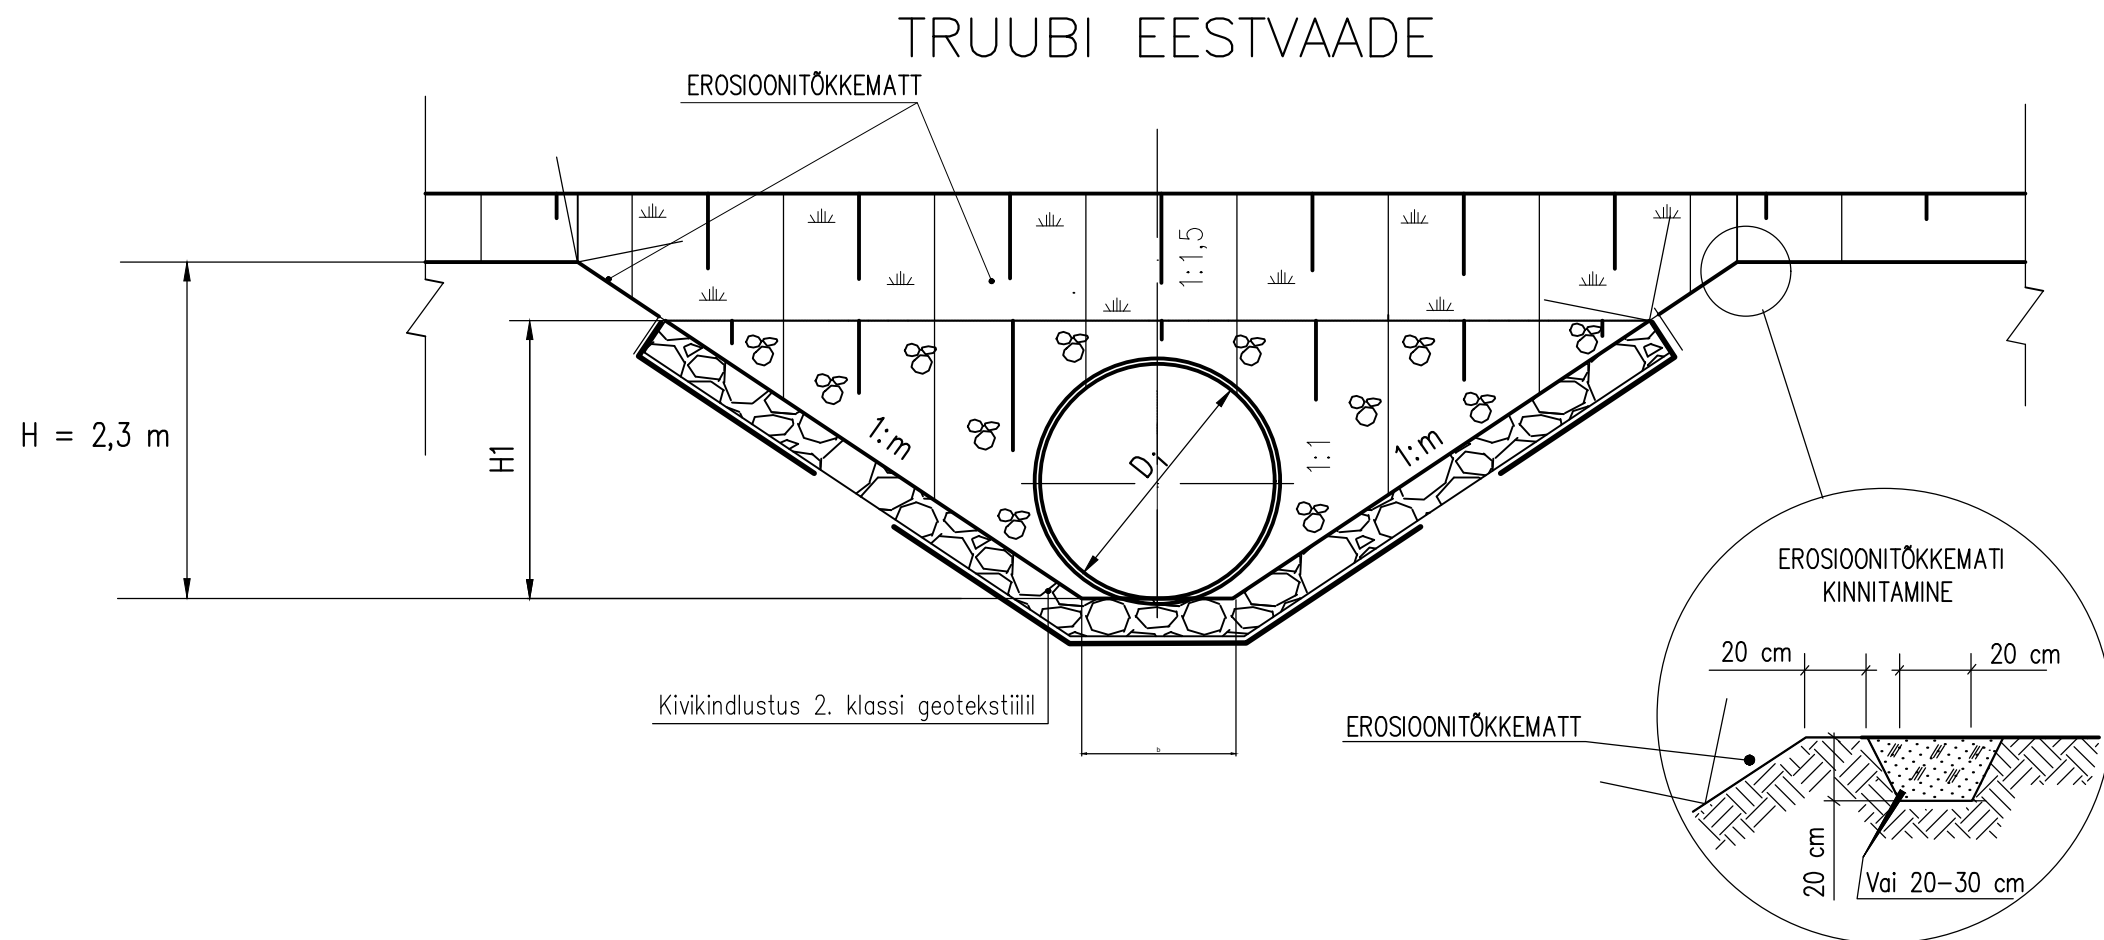 TRUUBI EESTVAADE
EROSIOONITÕKKEMATT
1:1,5
H = 2,3 m
H1
1:m
Di
1:1
1:m
EROSIOONITÕKKEMATI
KINNITAMINE
20 cm
20 cm
Kivikindlustus 2. klassi geotekstiilil
EROSIOONITÕKKEMATT
b
20 cm
Vai 20-30 cm